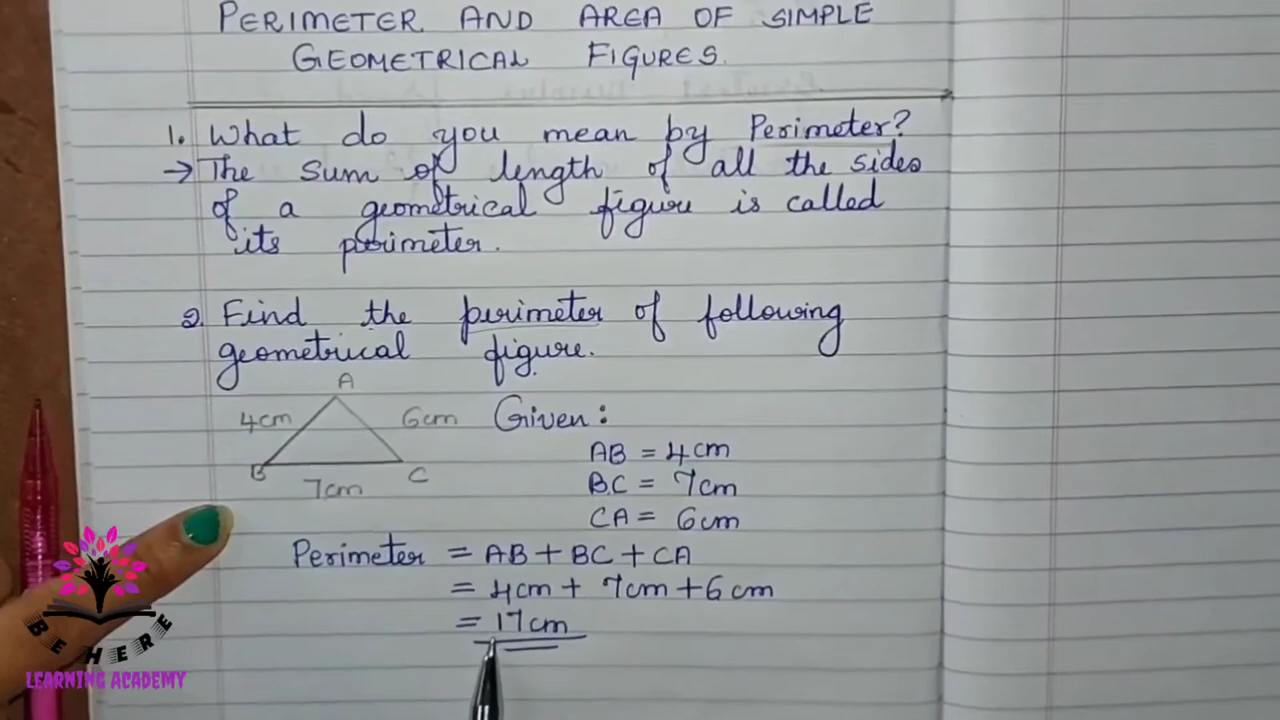 PERIMETER AND AREA OF SIMPLE
GEOMETRICAL FIGURES.
1. What do you mean by Perimeter?
→ The sum of length of all the sides
of a geometrical figure is called
its perimeter.
2. Find the perimeter of following
geometrical figure.
A
4cm 6cm Given:
AB = 4cm
B C
7cm BC = 7cm
CA = 6cm
Perimeter = AB + BC + CA
= 4cm + 7cm + 6cm
= 17cm
BEHERE
LEARNING ACADEMY